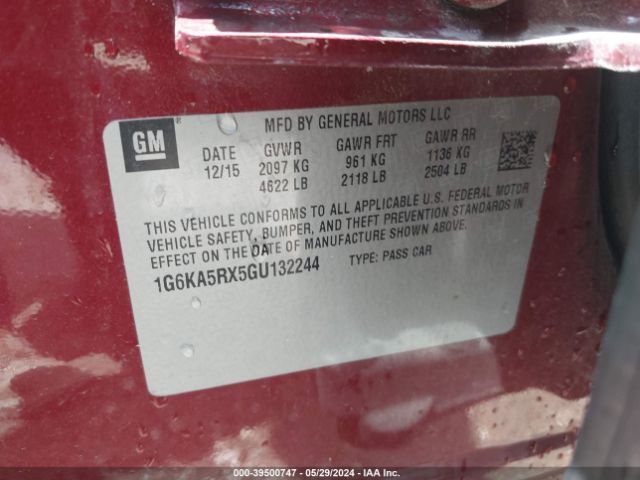 GM
®
MFD BY GENERAL MOTORS LLC
DATE GVWR GAWR FRT GAWR RR
12/15 2097 KG 961 KG 1136 KG
4622 LB 2118 LB 2504 LB
THIS VEHICLE CONFORMS TO ALL APPLICABLE U.S. FEDERAL MOTOR
VEHICLE SAFETY, BUMPER, AND THEFT PREVENTION STANDARDS IN
EFFECT ON THE DATE OF MANUFACTURE SHOWN ABOVE.
1G6KA5RX5GU132244 TYPE: PASS CAR
000-39500747 - 05/29/2024 - IAA Inc.